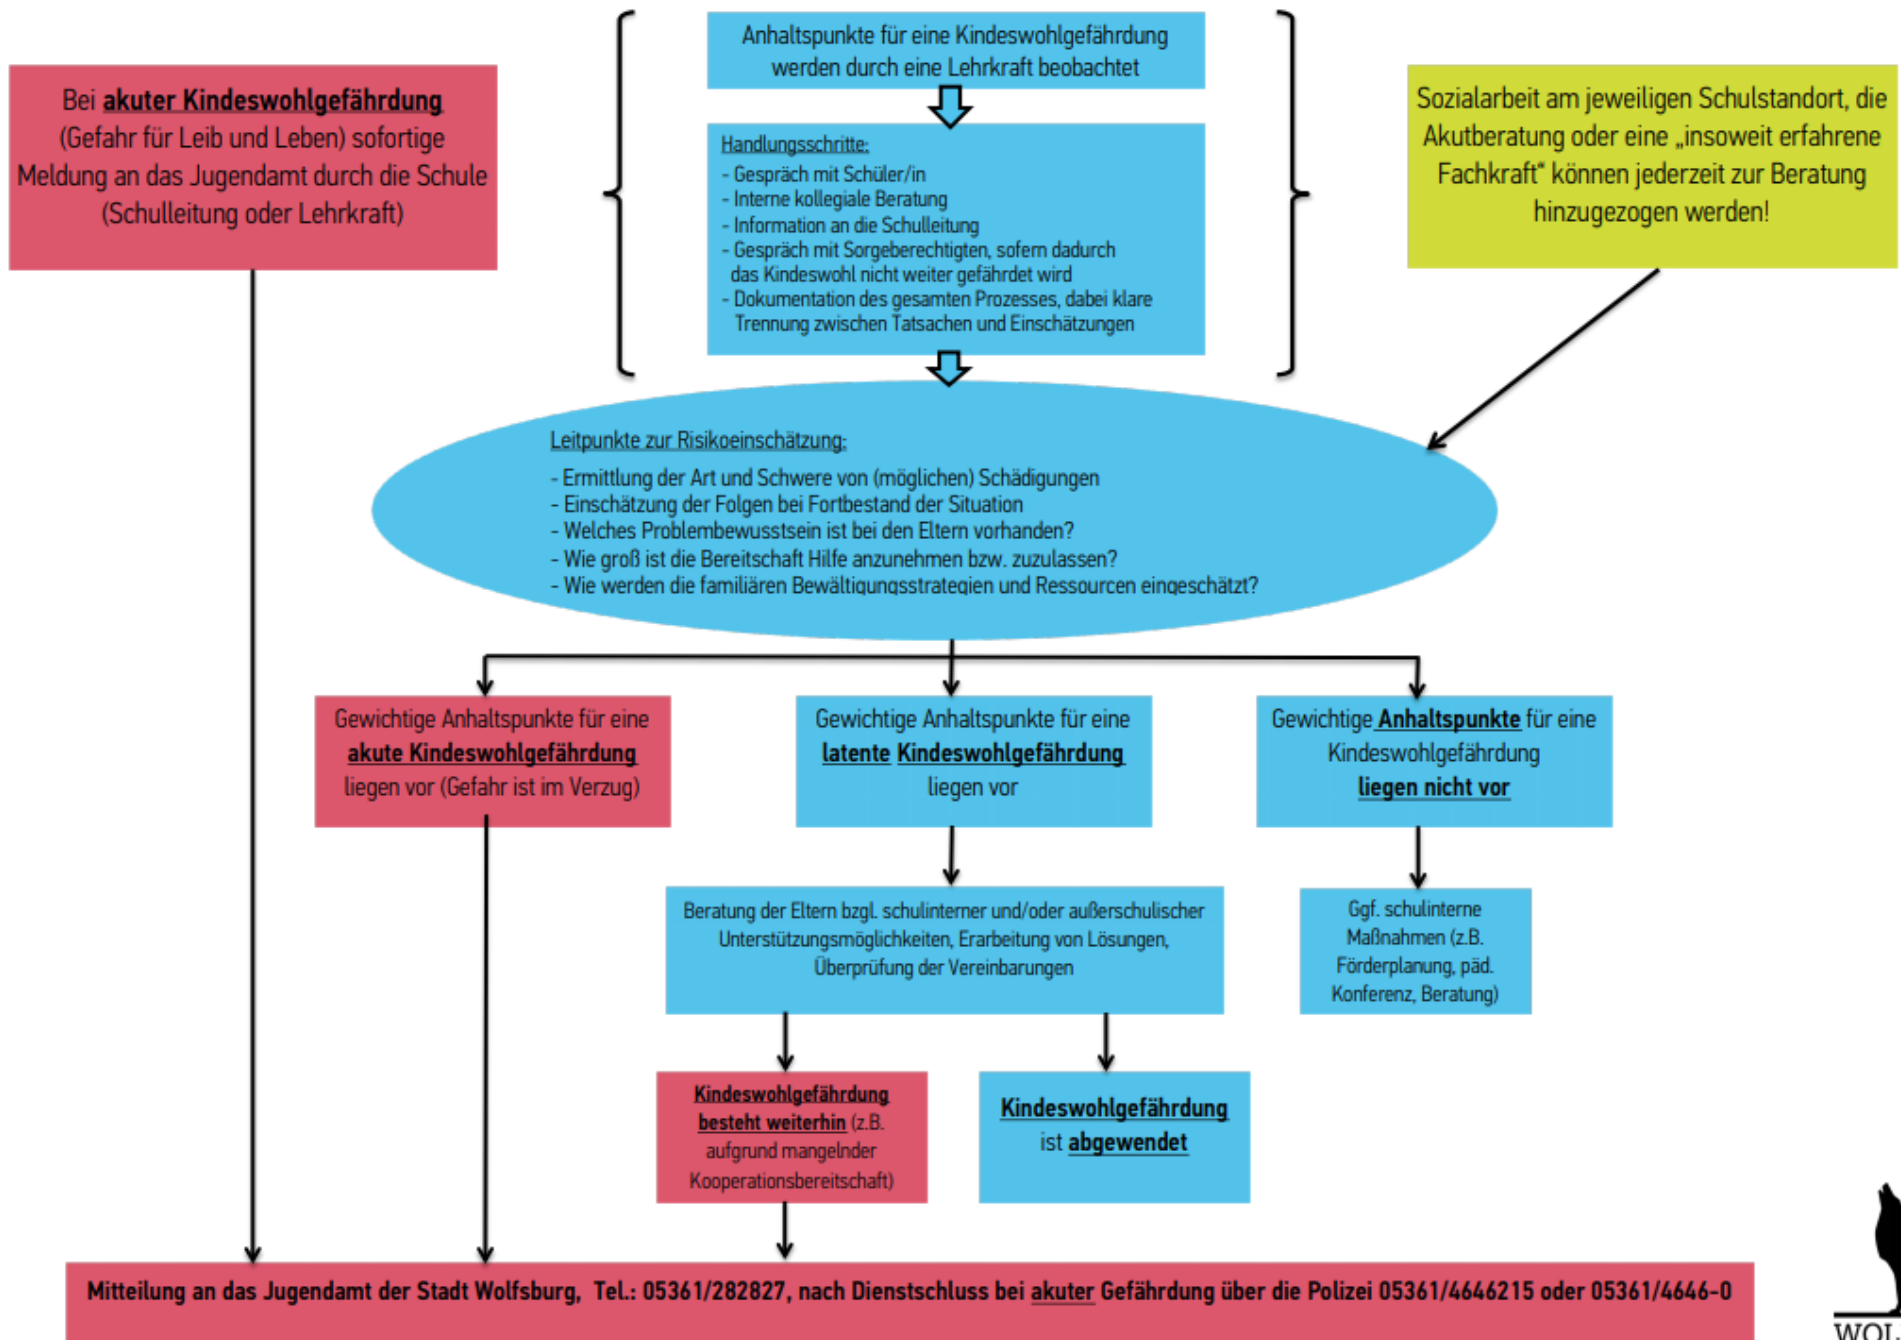 Anhaltspunkte für eine Kindeswohlgefährdung
werden durch eine Lehrkraft beobachtet
Bei akuter Kindeswohlgefährdung
(Gefahr für Leib und Leben) sofortige
Meldung an das Jugendamt durch die Schule
(Schulleitung oder Lehrkraft)
Sozialarbeit am jeweiligen Schulstandort, die
Akutberatung oder eine „insoweit erfahrene
Fachkraft“ können jederzeit zur Beratung
hinzugezogen werden!
Handlungsschritte:
- Gespräch mit Schüler/in
- Interne kollegiale Beratung
- Information an die Schulleitung
- Gespräch mit Sorgeberechtigten, sofern dadurch
das Kindeswohl nicht weiter gefährdet wird
- Dokumentation des gesamten Prozesses, dabei klare
Trennung zwischen Tatsachen und Einschätzungen
Leitpunkte zur Risikoeinschätzung:
- Ermittlung der Art und Schwere von (möglichen) Schädigungen
- Einschätzung der Folgen bei Fortbestand der Situation
- Welches Problembewusstsein ist bei den Eltern vorhanden?
- Wie groß ist die Bereitschaft Hilfe anzunehmen bzw. zuzulassen?
- Wie werden die familiären Bewältigungsstrategien und Ressourcen eingeschätzt?
Gewichtige Anhaltspunkte für eine
akute Kindeswohlgefährdung
liegen vor (Gefahr ist im Verzug)
Gewichtige Anhaltspunkte für eine
latente Kindeswohlgefährdung
liegen vor
Gewichtige Anhaltspunkte für eine
Kindeswohlgefährdung
liegen nicht vor
Beratung der Eltern bzgl. schulinterner und/oder außerschulischer
Unterstützungsmöglichkeiten, Erarbeitung von Lösungen,
Überprüfung der Vereinbarungen
Ggf. schulinterne
Maßnahmen (z.B.
Förderplanung, päd.
Konferenz, Beratung)
Kindeswohlgefährdung
besteht weiterhin (z.B.
aufgrund mangelnder
Kooperationsbereitschaft)
Kindeswohlgefährdung
ist abgewendet
Mitteilung an das Jugendamt der Stadt Wolfsburg, Tel.: 05361/282827, nach Dienstschluss bei akuter Gefährdung über die Polizei 05361/4646215 oder 05361/4646-0